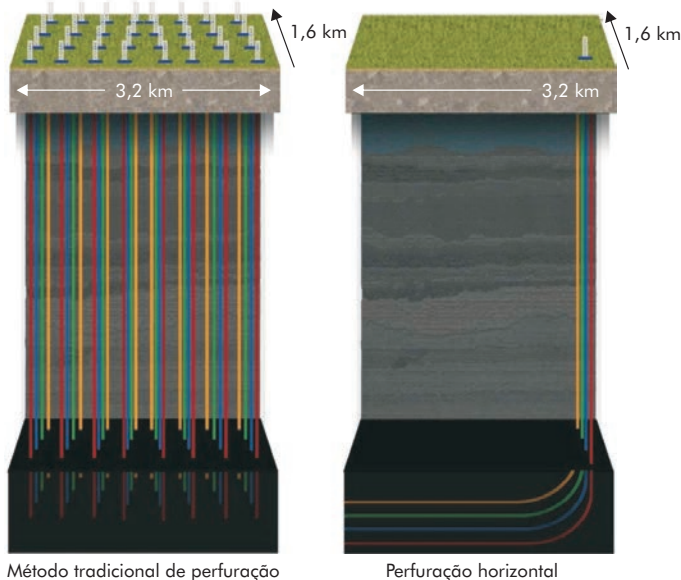 1,6 km
3,2 km
Método tradicional de perfuração
1,6 km
3,2 km
Perfuração horizontal